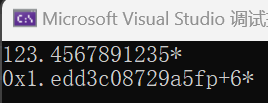 Microsoft Visual Studio 调试
123.4567891235*
0x1.edd3c08729a5fp+6*